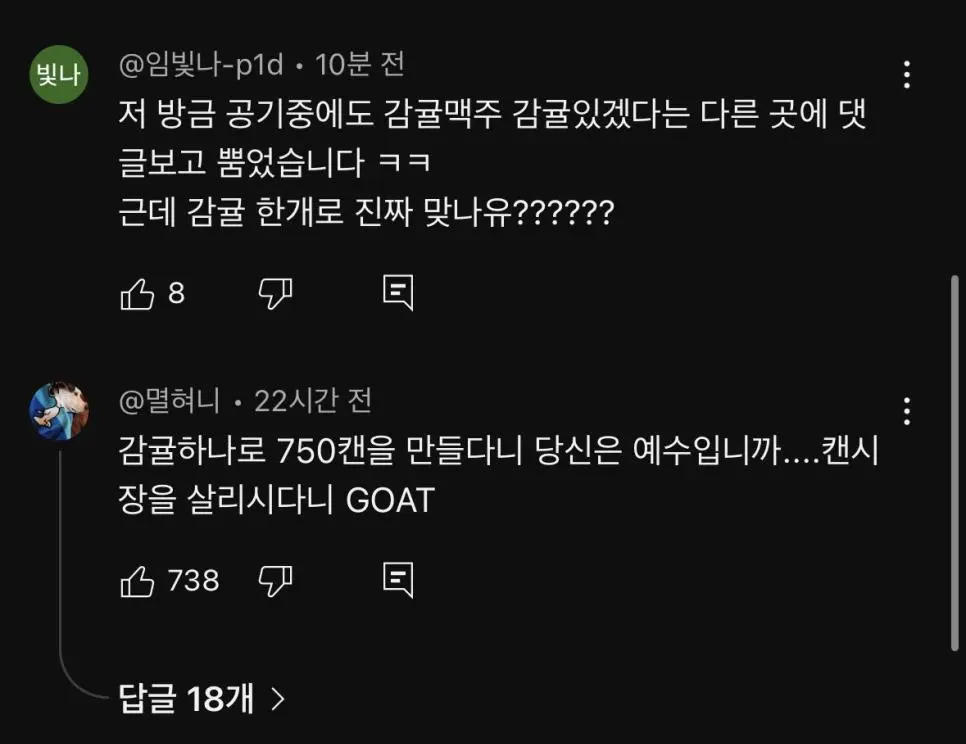 빛나
@임빛나-p1d • 10분 전
저 방금 공기중에도 감귤맥주 감귤있겠다는 다른 곳에 댓
글보고 뿜었습니다 ㅋㅋ
근데 감귤 한개로 진짜 맞나유??????
8
@멸혀니 • 22시간 전
감귤하나로 750캔을 만들다니 당신은 예수입니까....캔시
장을 살리시다니 GOAT
738
답글 18개